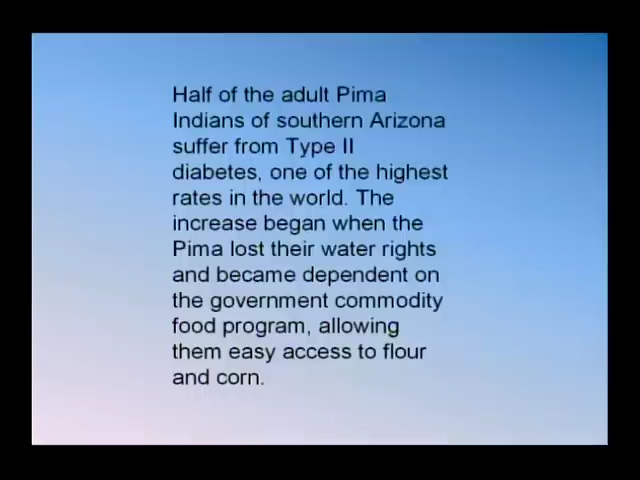 Half of the adult Pima
Indians of southern Arizona
suffer from Type II
diabetes, one of the highest
rates in the world. The
increase began when the
Pima lost their water rights
and became dependent on
the government commodity
food program, allowing
them easy access to flour
and corn.